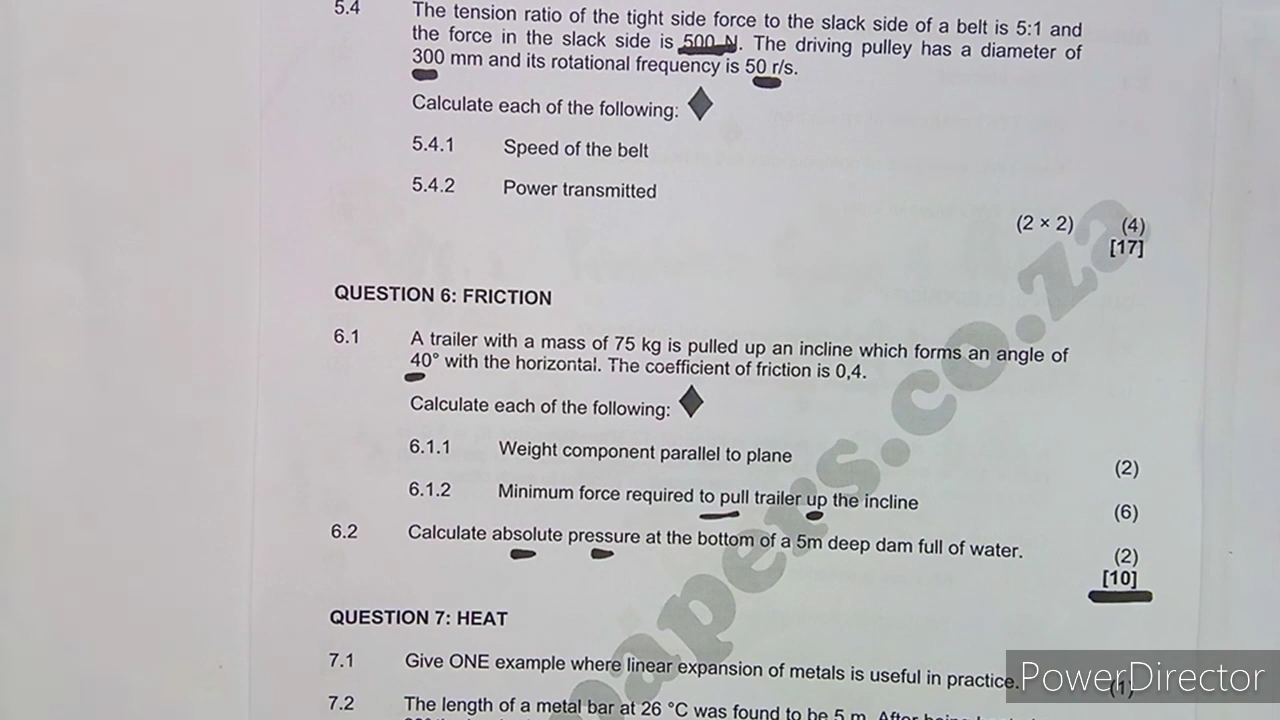 5.4 The tension ratio of the tight side force to the slack side of a belt is 5:1 and
the force in the slack side is 500 N. The driving pulley has a diameter of
300 mm and its rotational frequency is 50 r/s.
Calculate each of the following:
5.4.1 Speed of the belt
5.4.2 Power transmitted
(2 × 2) (4)
[17]
QUESTION 6: FRICTION
6.1 A trailer with a mass of 75 kg is pulled up an incline which forms an angle of
40° with the horizontal. The coefficient of friction is 0,4.
Calculate each of the following:
6.1.1 Weight component parallel to plane (2)
6.1.2 Minimum force required to pull trailer up the incline (6)
6.2 Calculate absolute pressure at the bottom of a 5m deep dam full of water. (2)
[10]
QUESTION 7: HEAT
7.1 Give ONE example where linear expansion of metals is useful in practice. (1)
7.2 The length of a metal bar at 26 °C was found to be 5 m. After being
papers.co.za
PowerDirector